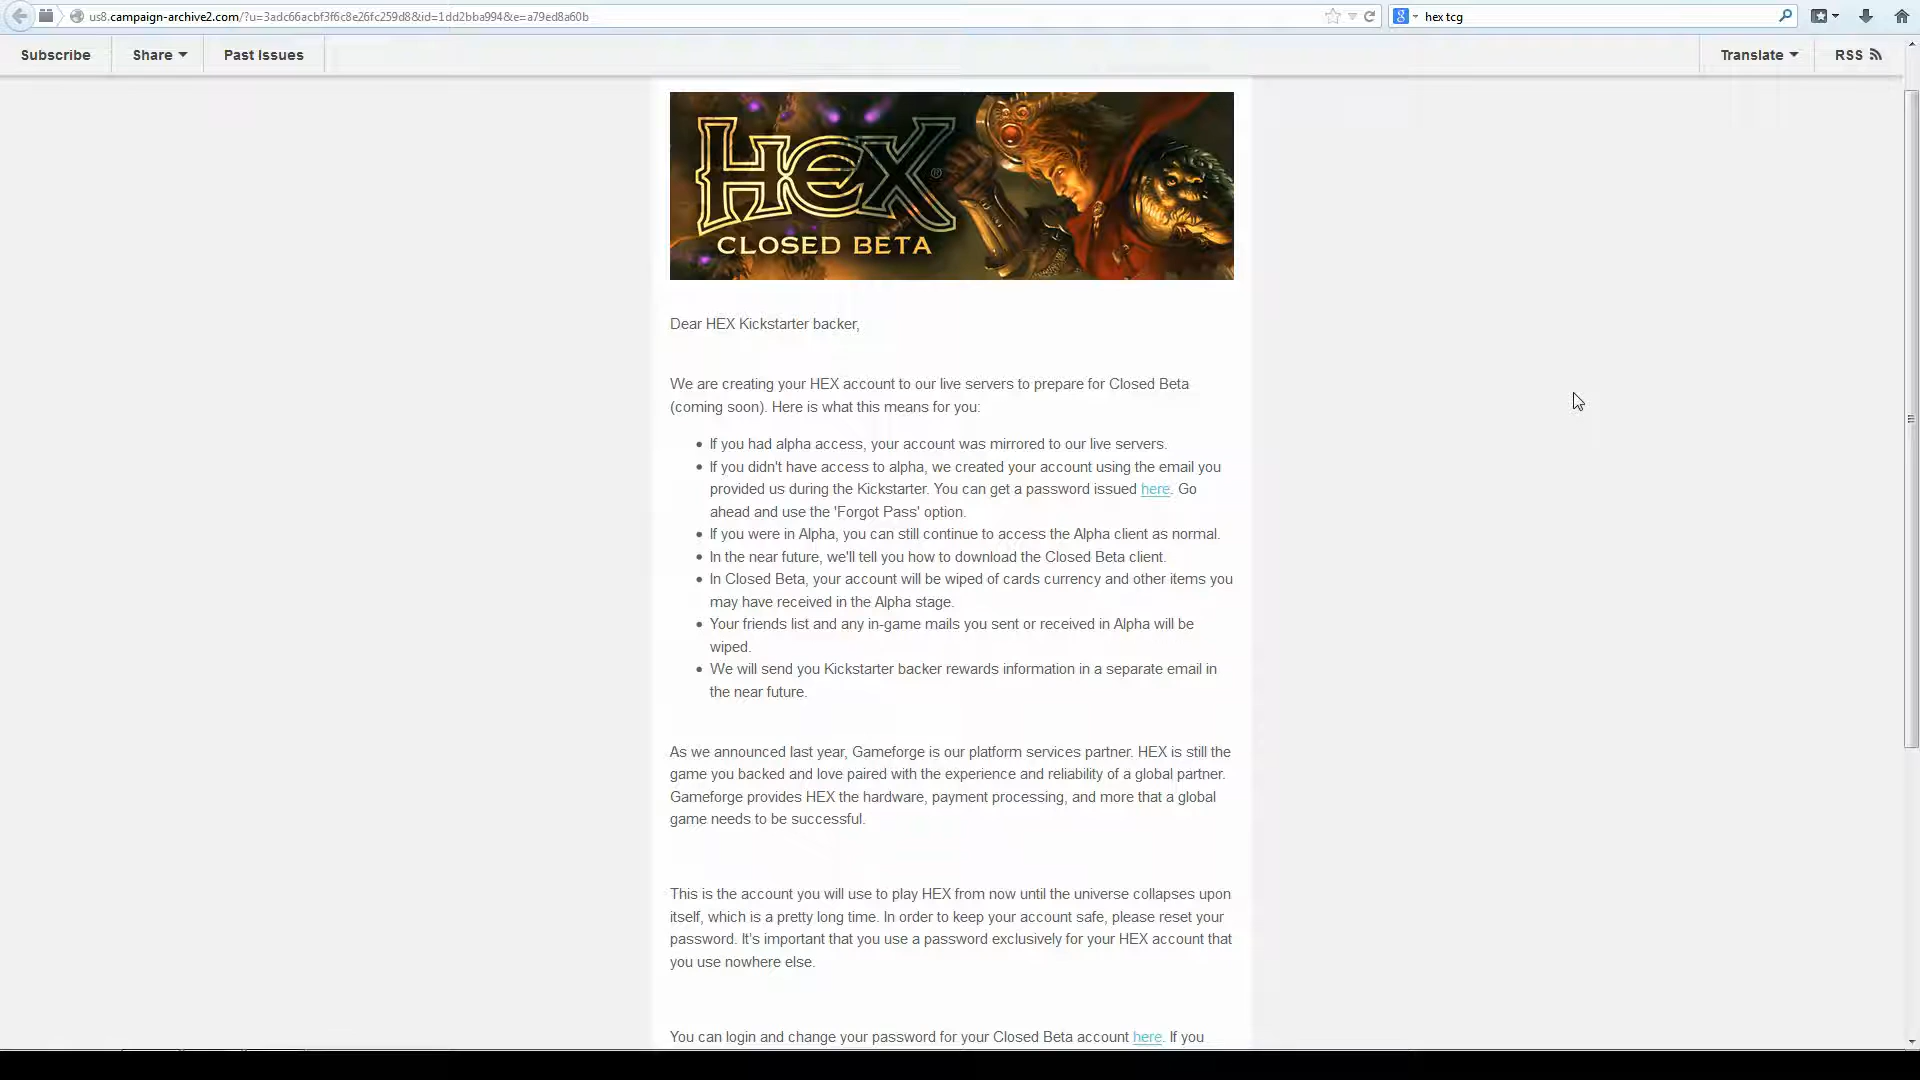 us8.campaign-archive2.com/?u=3adc66acbf3f6c8e26fc259d8&id=1dd2bba994&e=a79ed8a60b
hex tcg
Subscribe
Share
Past Issues
Translate
RSS
HEX®
CLOSED BETA
Dear HEX Kickstarter backer,
We are creating your HEX account to our live servers to prepare for Closed Beta
(coming soon). Here is what this means for you:
If you had alpha access, your account was mirrored to our live servers.
If you didn't have access to alpha, we created your account using the email you
provided us during the Kickstarter. You can get a password issued here. Go
ahead and use the 'Forgot Pass' option.
If you were in Alpha, you can still continue to access the Alpha client as normal.
In the near future, we'll tell you how to download the Closed Beta client.
In Closed Beta, your account will be wiped of cards currency and other items you
may have received in the Alpha stage.
Your friends list and any in-game mails you sent or received in Alpha will be
wiped.
We will send you Kickstarter backer rewards information in a separate email in
the near future.
As we announced last year, Gameforge is our platform services partner. HEX is still the
game you backed and love paired with the experience and reliability of a global partner.
Gameforge provides HEX the hardware, payment processing, and more that a global
game needs to be successful.
This is the account you will use to play HEX from now until the universe collapses upon
itself, which is a pretty long time. In order to keep your account safe, please reset your
password. It's important that you use a password exclusively for your HEX account that
you use nowhere else.
You can login and change your password for your Closed Beta account here. If you